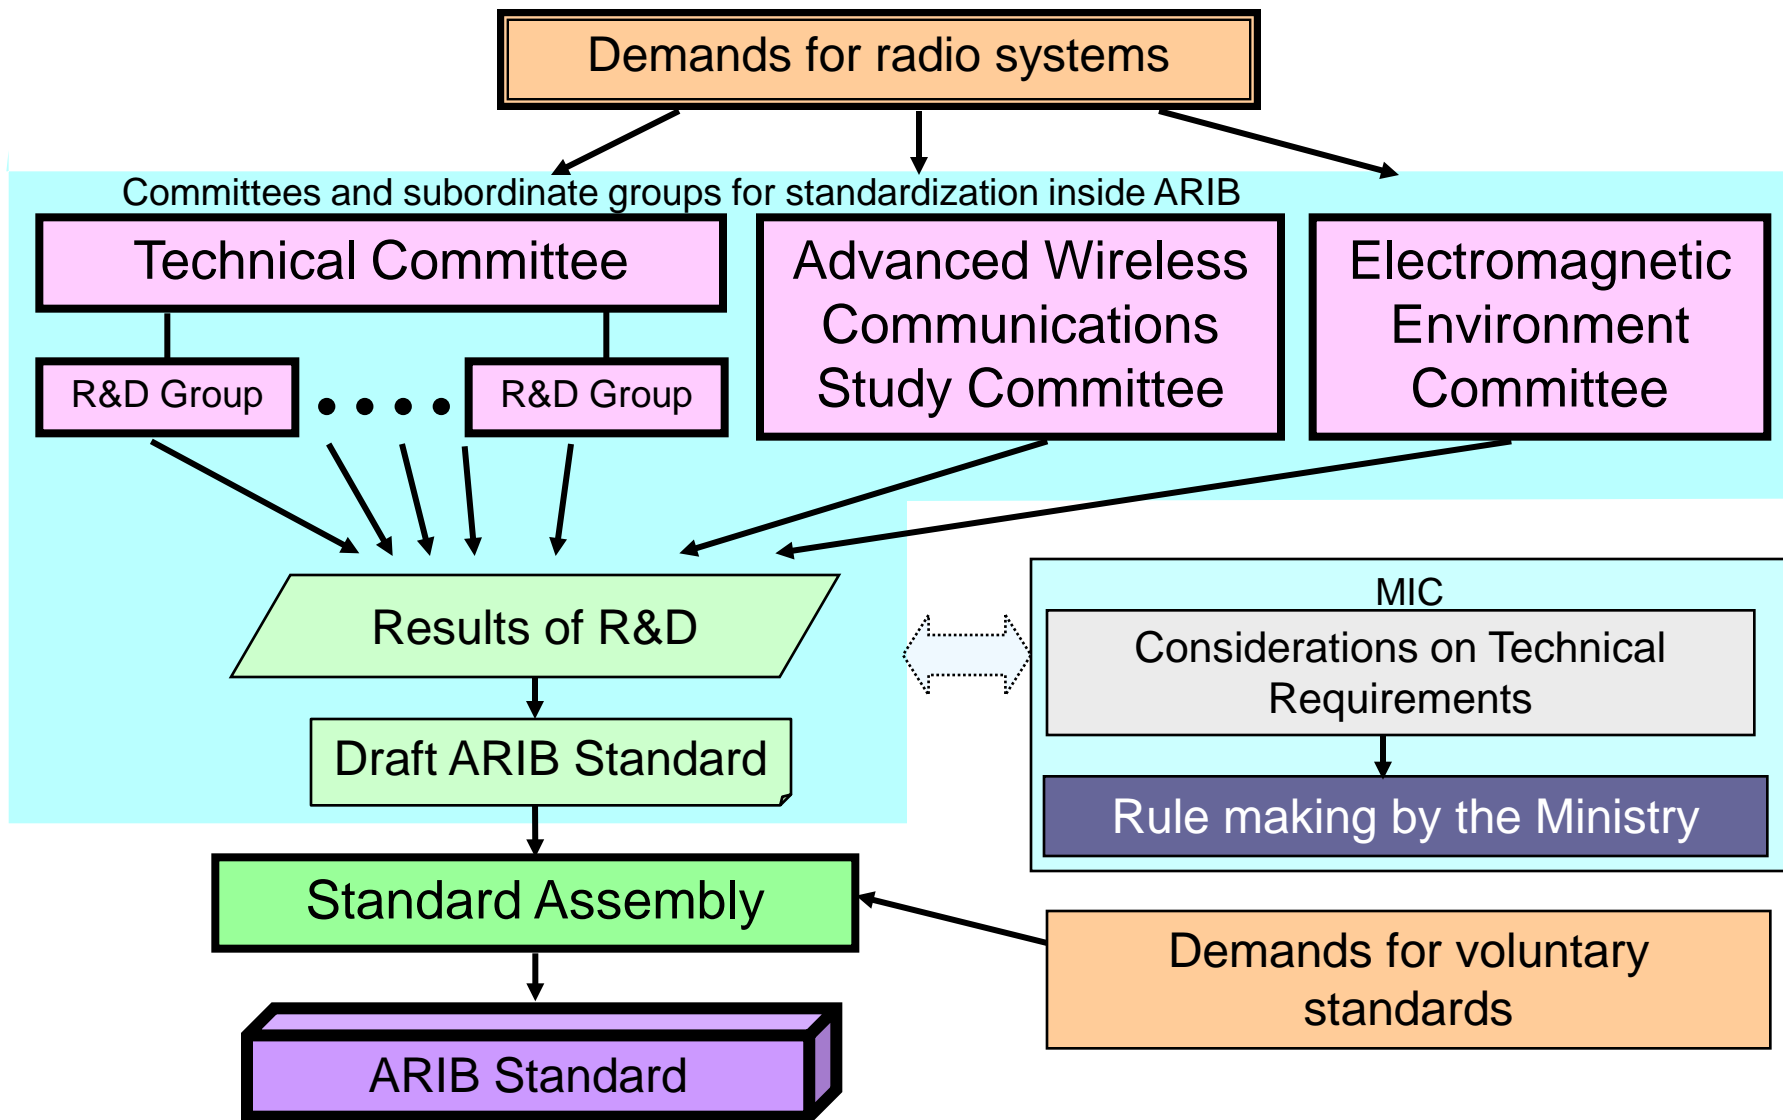 Demands for radio systems
Committees and subordinate groups for standardization inside ARIB
Technical Committee
R&D Group
R&D Group
Advanced Wireless
Communications
Study Committee
Electromagnetic
Environment
Committee
Results of R&D
Draft ARIB Standard
MIC
Considerations on Technical
Requirements
Rule making by the Ministry
Standard Assembly
Demands for voluntary
standards
ARIB Standard